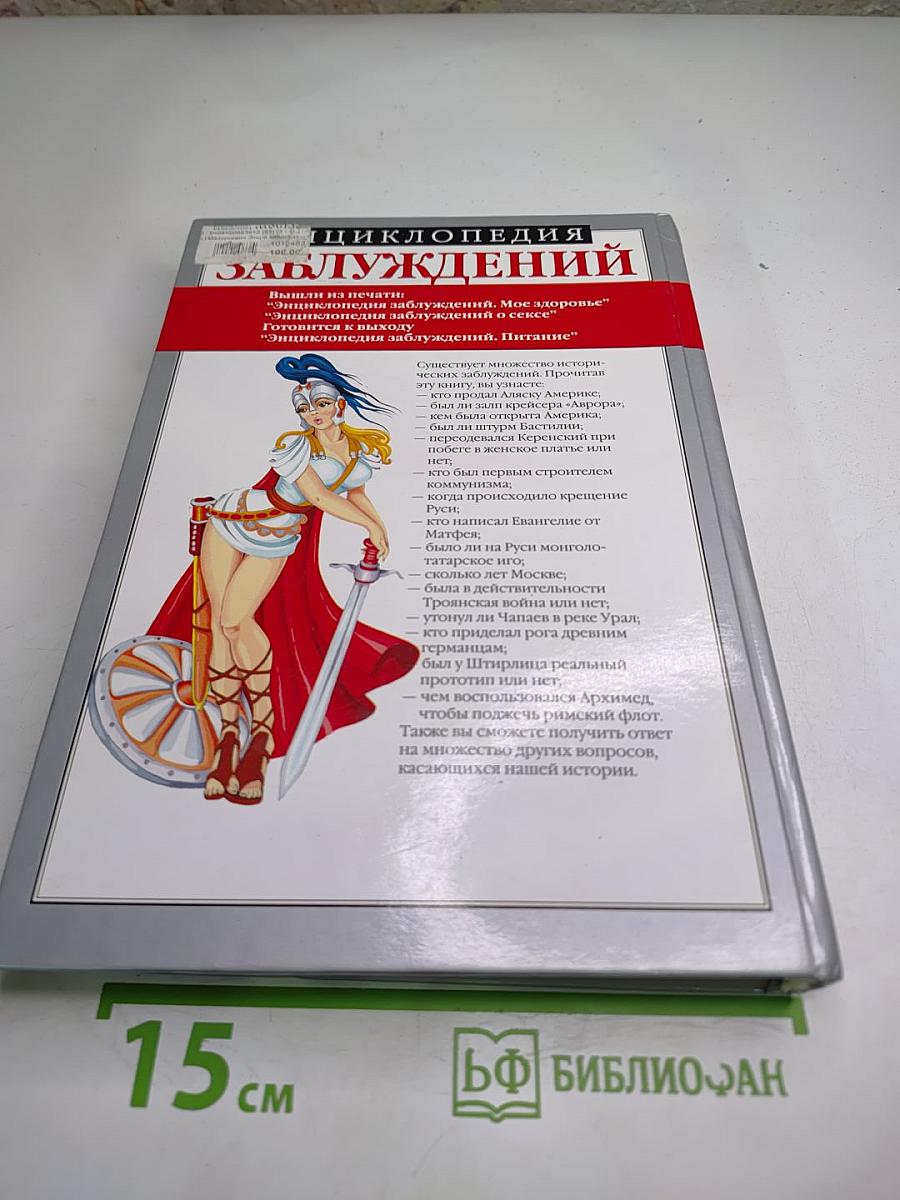 ЦИКЛОПЕДИЯ
ЗАБЛУЖДЕНИЙ
1012463
100.00
Вышли из печати:
"Энциклопедия заблуждений. Мое здоровье"
"Энциклопедия заблуждений о сексе"
Готовится к выходу
"Энциклопедия заблуждений. Питание"
Существует множество истори-
ческих заблуждений. Прочитав
эту книгу, вы узнаете:
— кто продал Аляску Америке;
— был ли залп крейсера «Аврора»;
— кем была открыта Америка;
— был ли штурм Бастилии;
— переодевался Керенский при
побеге в женское платье или
нет;
— кто был первым строителем
коммунизма;
— когда происходило крещение
Руси;
— кто написал Евангелие от
Матфея;
— было ли на Руси монголо-
татарское иго;
— сколько лет Москве;
— была в действительности
Троянская война или нет;
— утонул ли Чапаев в реке Урал;
— кто приделал рога древним
германцам;
был у Штирлица реальный
прототип или нет;
— чем воспользовался Архимед,
чтобы поджечь римский флот.
Также вы сможете получить ответ
на множество других вопросов,
касающихся нашей истории.
15 см
БФ БИБЛИОФАН